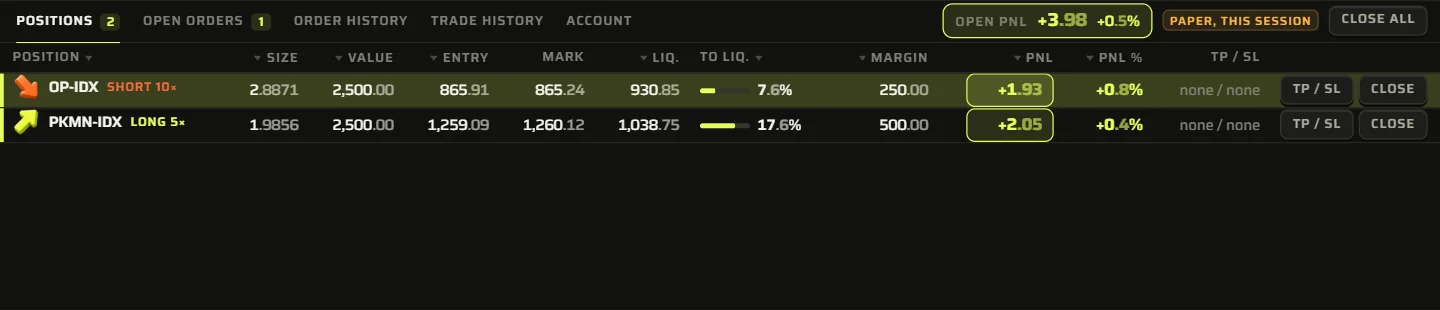 POSITIONS 2 OPEN ORDERS 1 ORDER HISTORY TRADE HISTORY ACCOUNT OPEN PNL +3.98 +0.5% PAPER, THIS SESSION CLOSE ALL
POSITION SIZE VALUE ENTRY MARK LIQ. TO LIQ. MARGIN PNL PNL % TP / SL
OP-IDX SHORT 10× 2.8871 2,500.00 865.91 865.24 930.85 7.6% 250.00 +1.93 +0.8% none / none TP / SL CLOSE
PKMN-IDX LONG 5× 1.9856 2,500.00 1,259.09 1,260.12 1,038.75 17.6% 500.00 +2.05 +0.4% none / none TP / SL CLOSE